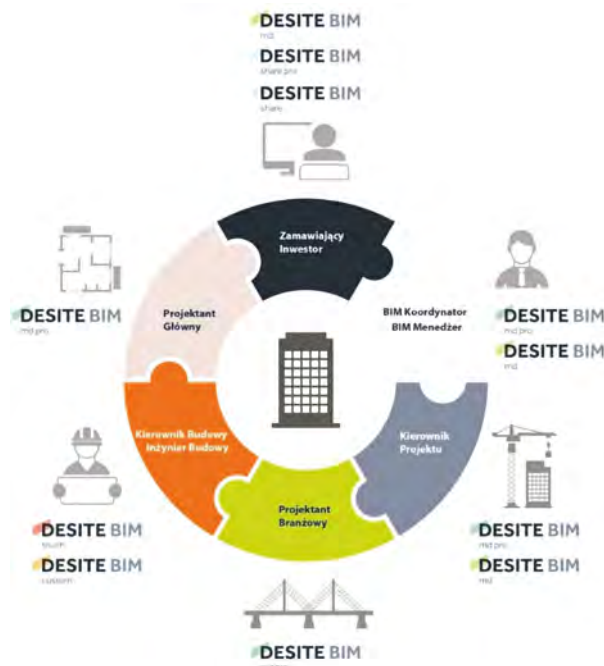 DESITE BIM
md
DESITE BIM
share pro
DESITE BIM
share
Zamawiający
Inwestor
Projektant
Główny
DESITE BIM
md pro
BIM Koordynator
BIM Menedżer
DESITE BIM
md pro
DESITE BIM
md
Kierownik Budowy
Inżynier Budowy
DESITE BIM
touch
DESITE BIM
custom
Kierownik
Projektu
DESITE BIM
md pro
DESITE BIM
md
Projektant
Branżowy
DESITE BIM